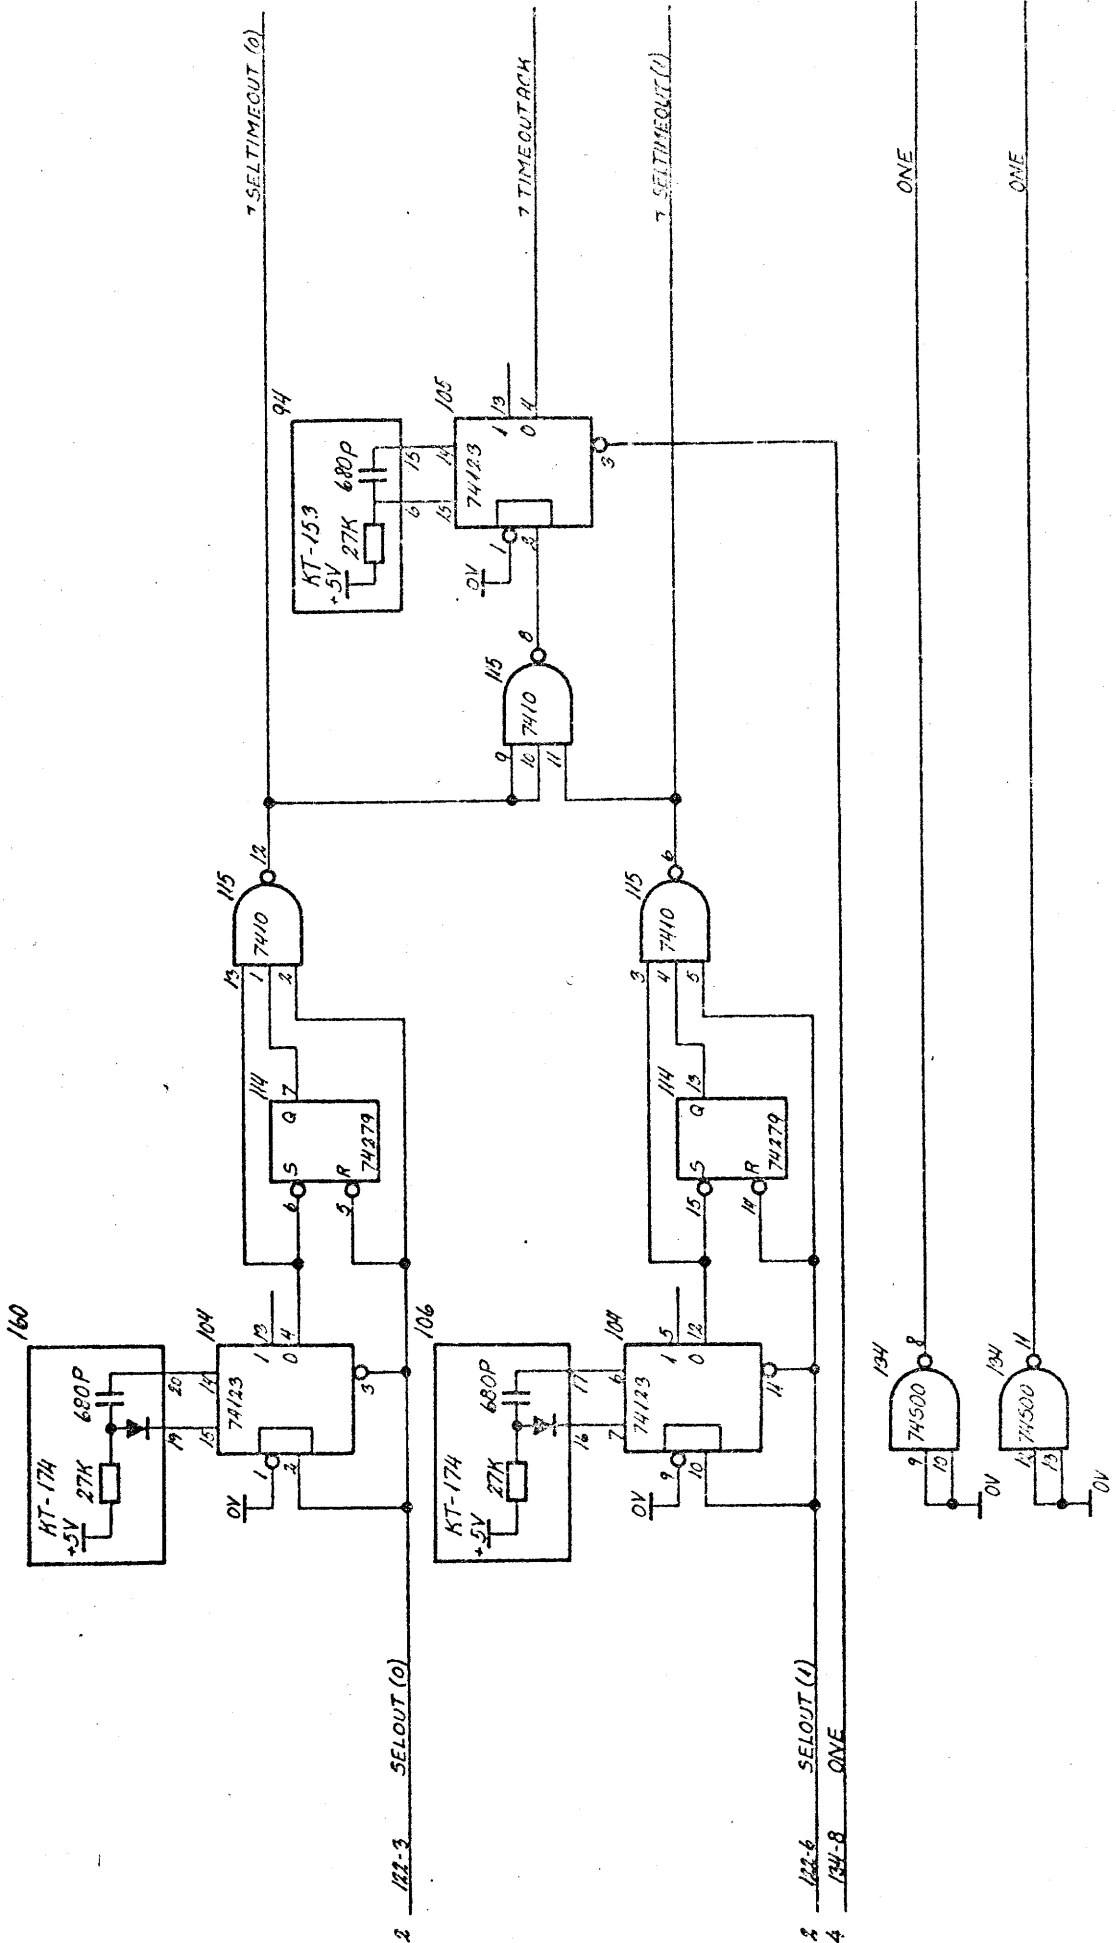 160
KT-174
+5V
27K
680P
19
20
15
14
104
74123
0V
1
2
1
13
0
4
3
6
S
5
R
114
Q
7
74279
13
1
2
115
7410
12
¬SELTIMEOUT (0)
2
122-3
SELOUT (0)
94
KT-153
+5V
27K
680P
6
15
15
14
105
74123
0V
1
2
1
13
0
4
3
9
10
11
115
7410
8
¬TIMEOUTACK
106
KT-174
+5V
27K
680P
16
17
7
6
104
74123
0V
9
10
1
5
0
12
11
15
S
14
R
114
Q
13
74279
3
4
5
115
7410
6
¬SELTIMEOUT (1)
2
122-6
SELOUT (1)
4
134-8
ONE
134
9
10
74S00
8
0V
ONE
134
12
13
74S00
11
0V
ONE